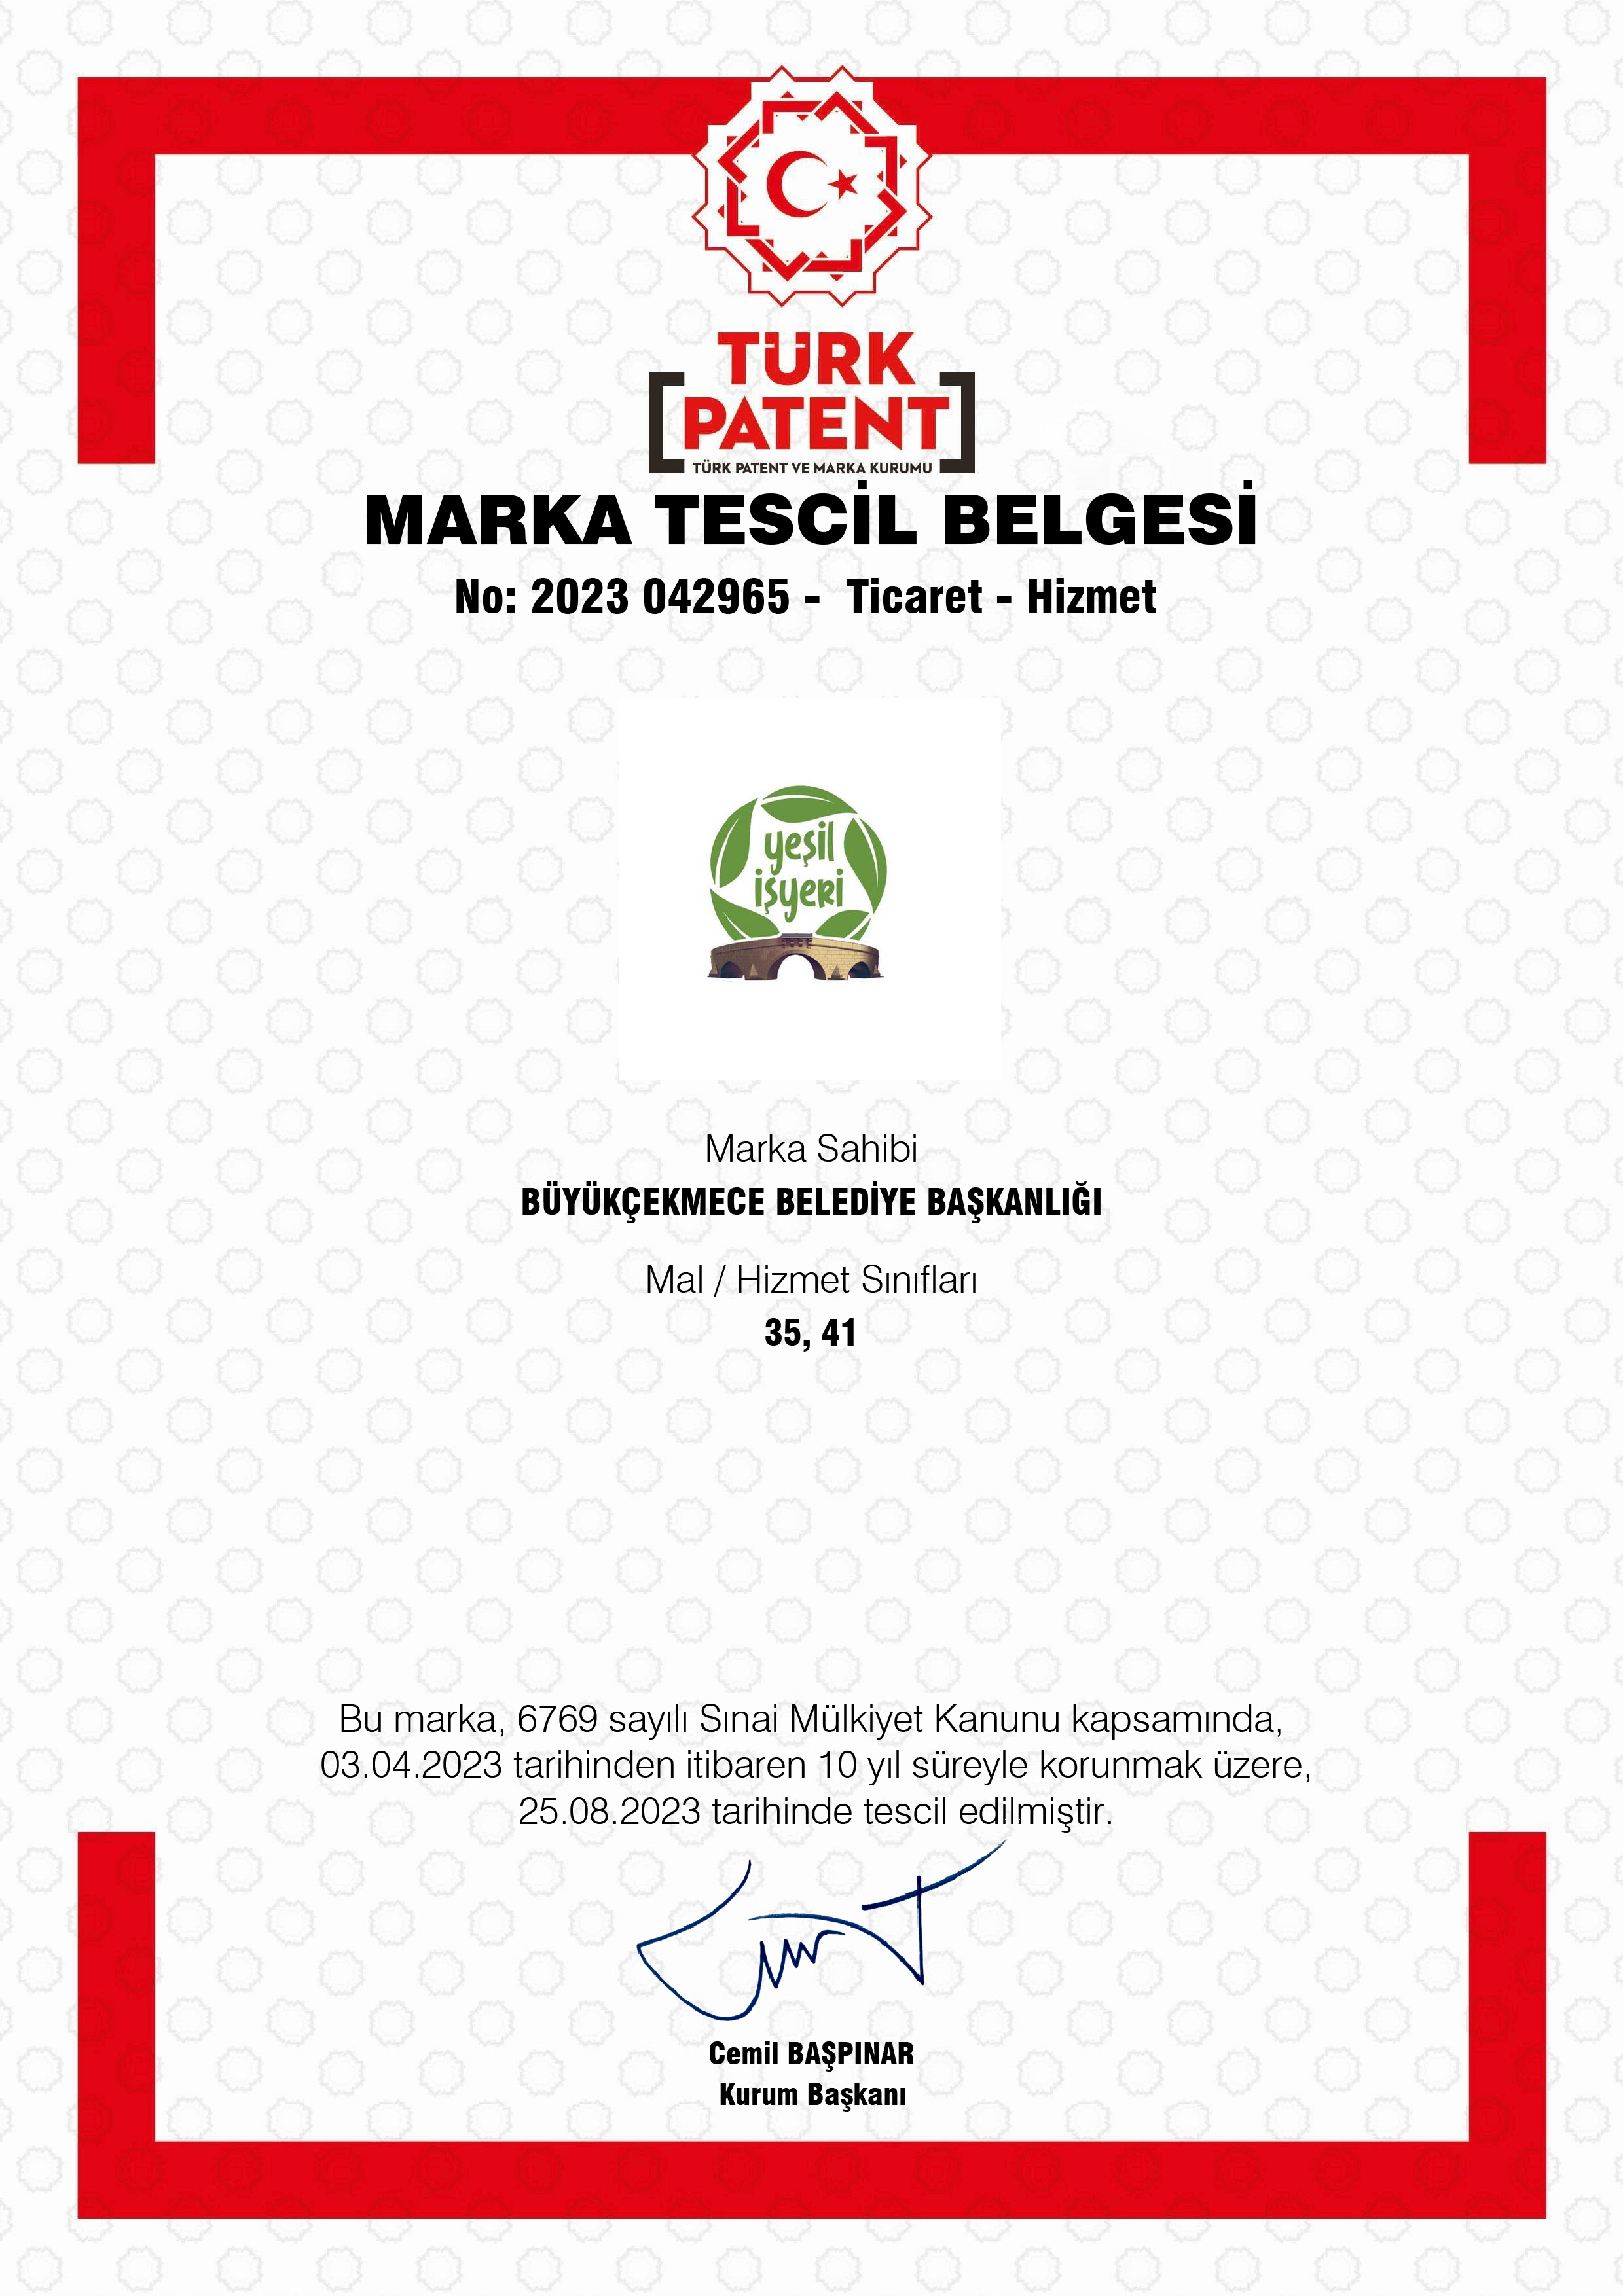 TÜRK
PATENT
TÜRK PATENT VE MARKA KURUMU
MARKA TESCİL BELGESİ
No: 2023 042965 - Ticaret - Hizmet
yeşil
işyeri
Marka Sahibi
BÜYÜKÇEKMECE BELEDİYE BAŞKANLIĞI
Mal / Hizmet Sınıfları
35, 41
Bu marka, 6769 sayılı Sınai Mülkiyet Kanunu kapsamında,
03.04.2023 tarihinden itibaren 10 yıl süreyle korunmak üzere,
25.08.2023 tarihinde tescil edilmiştir.
Cemil BAŞPINAR
Kurum Başkanı